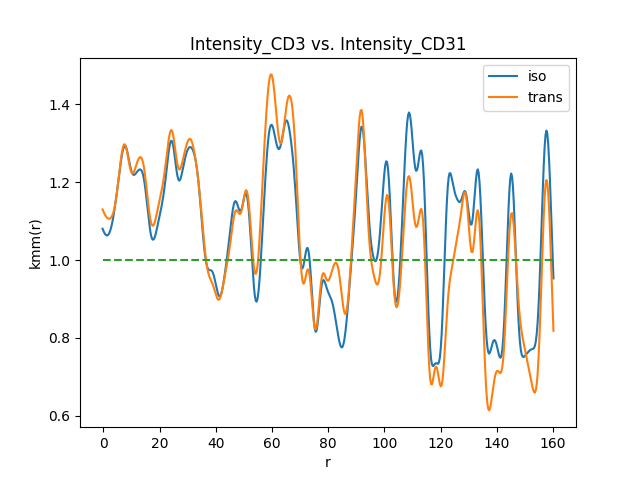 Intensity_CD3 vs. Intensity_CD31
iso
trans
kmm(r)
1.4
1.2
1.0
0.8
0.6
0 20 40 60 80 100 120 140 160
r